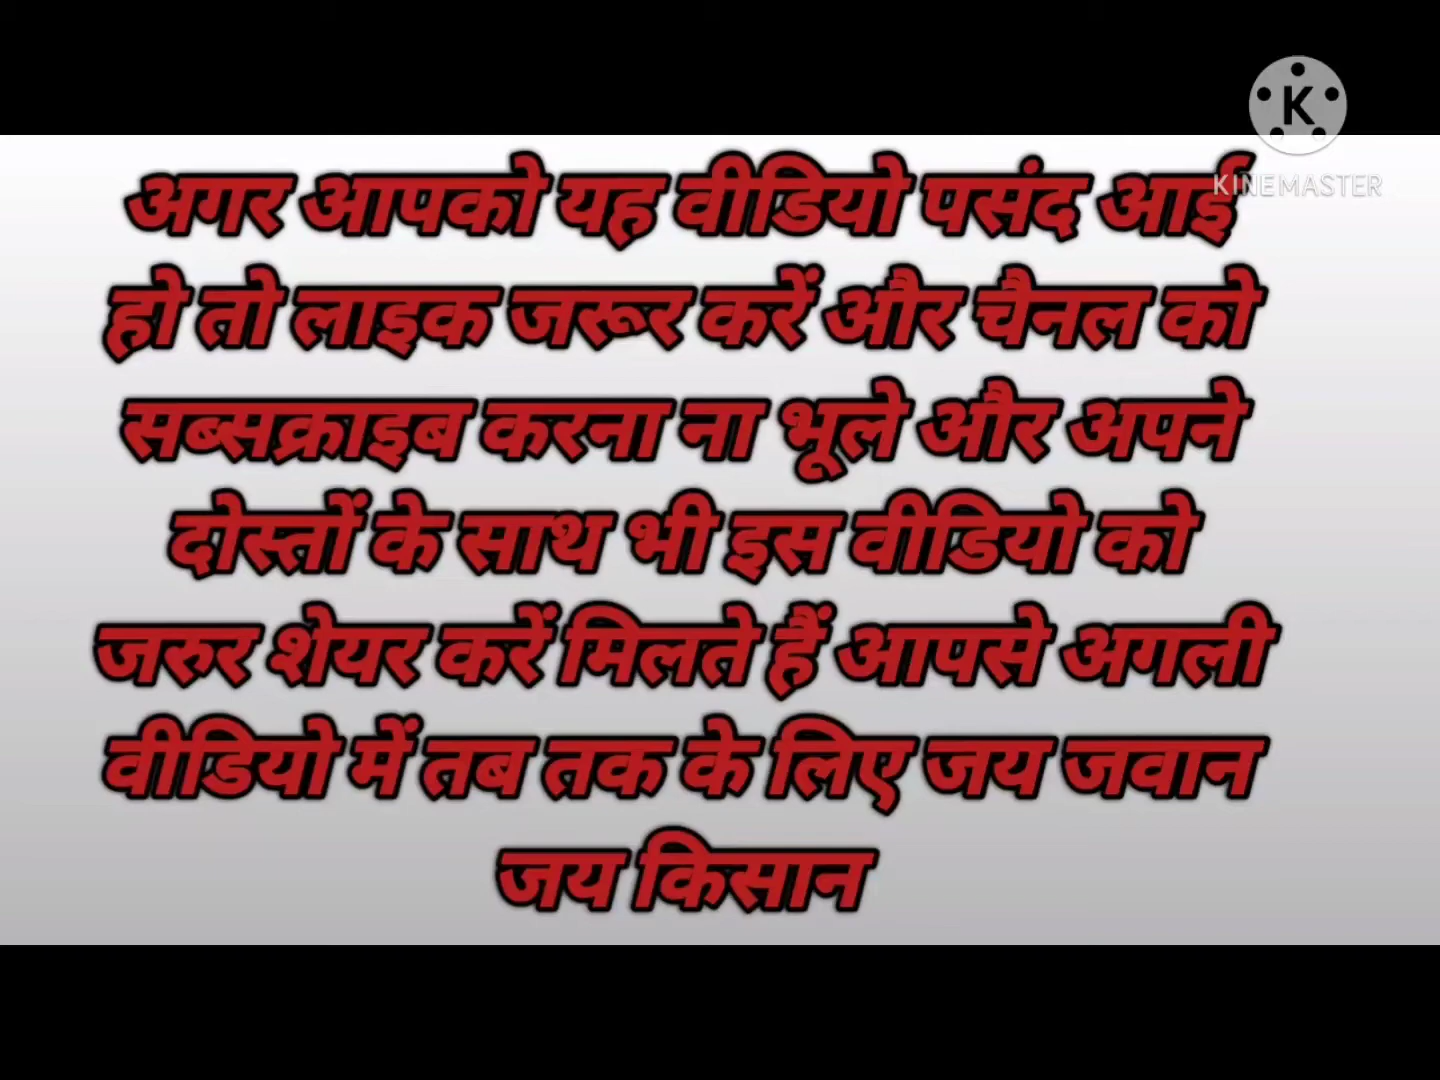 KINEMASTER
अगर आपको यह वीडियो पसंद आई
हो तो लाइक जरूर करें और चैनल को
सब्सक्राइब करना ना भूले और अपने
दोस्तों के साथ भी इस वीडियो को
जरुर शेयर करें मिलते हैं आपसे अगली
वीडियो में तब तक के लिए जय जवान
जय किसान